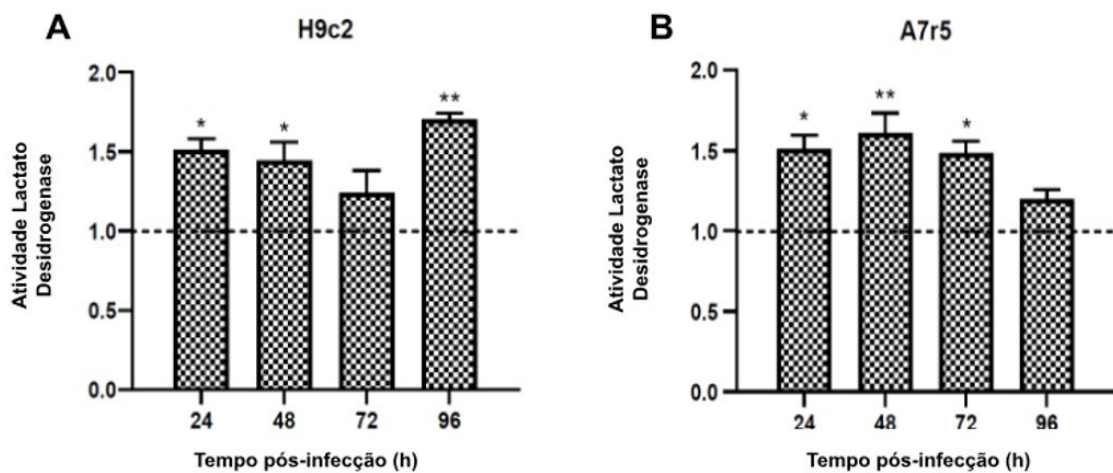 A
H9c2
Atividade Lactato
Desidrogenase
2.0
1.5
1.0
0.5
0.0
*
*
**
24
48
72
96
Tempo pós-infecção (h)
B
A7r5
Atividade Lactato
Desidrogenase
2.0
1.5
1.0
0.5
0.0
*
**
*
24
48
72
96
Tempo pós-infecção (h)